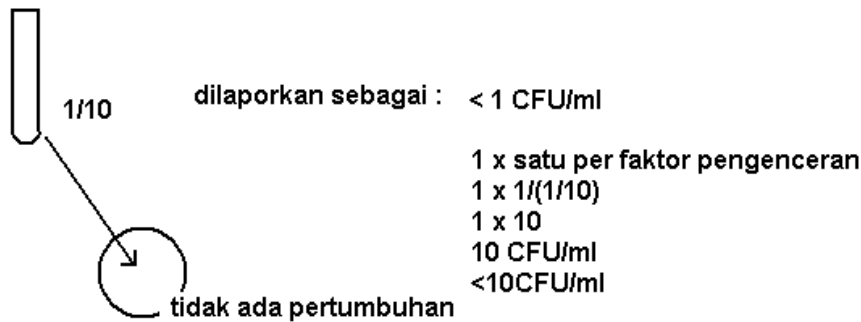 1/10
dilaporkan sebagai :
< 1 CFU/ml
1 x satu per faktor pengenceran
1 x 1/(1/10)
1 x 10
10 CFU/ml
<10CFU/ml
tidak ada pertumbuhan